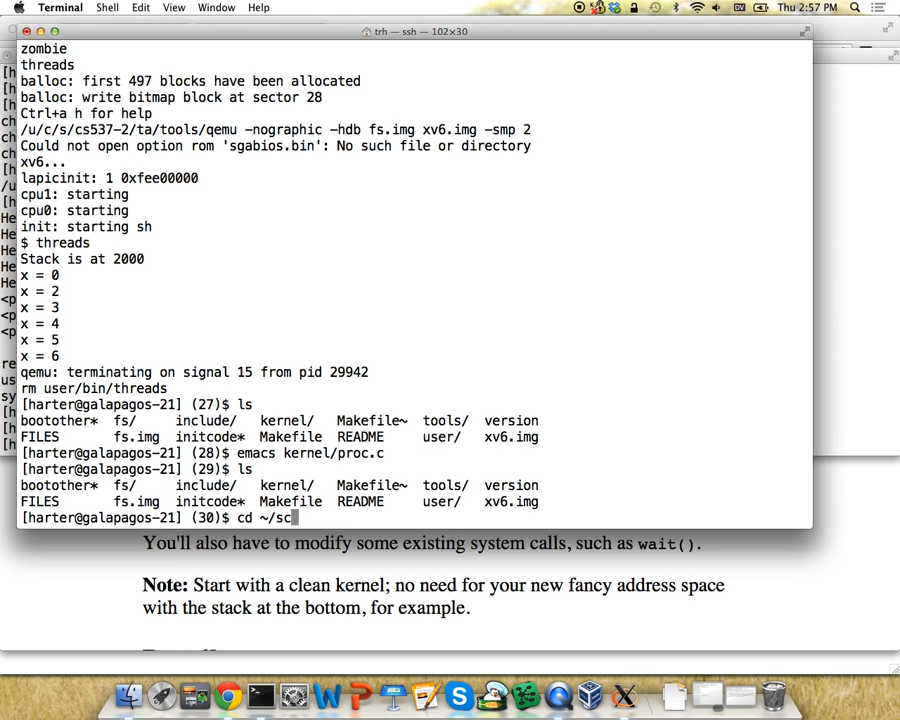 Terminal Shell Edit View Window Help Thu 2:57 PM
trh — ssh — 102×30
zombie
threads
balloc: first 497 blocks have been allocated
balloc: write bitmap block at sector 28
Ctrl+a h for help
/u/c/s/cs537-2/ta/tools/qemu -nographic -hdb fs.img xv6.img -smp 2
Could not open option rom 'sgabios.bin': No such file or directory
xv6...
lapicinit: 1 0xfee00000
cpu1: starting
cpu0: starting
init: starting sh
$ threads
Stack is at 2000
x = 0
x = 2
x = 3
x = 4
x = 5
x = 6
qemu: terminating on signal 15 from pid 29942
rm user/bin/threads
[harter@galapagos-21] (27)$ ls
bootother* fs/ include/ kernel/ Makefile~ tools/ version
FILES fs.img initcode* Makefile README user/ xv6.img
[harter@galapagos-21] (28)$ emacs kernel/proc.c
[harter@galapagos-21] (29)$ ls
bootother* fs/ include/ kernel/ Makefile~ tools/ version
FILES fs.img initcode* Makefile README user/ xv6.img
[harter@galapagos-21] (30)$ cd ~/sc
You'll also have to modify some existing system calls, such as wait().
Note: Start with a clean kernel; no need for your new fancy address space
with the stack at the bottom, for example.